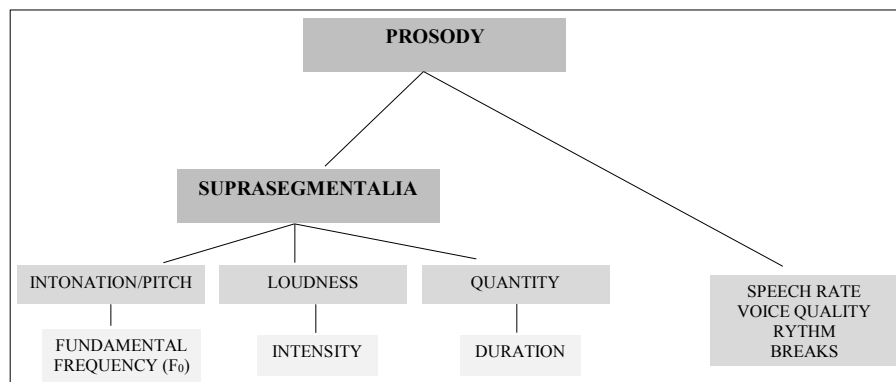 PROSODY
SUPRASEGMENTALIA
INTONATION/PITCH
LOUDNESS
QUANTITY
SPEECH RATE
VOICE QUALITY
RYTHM
BREAKS
FUNDAMENTAL
FREQUENCY (F₀)
INTENSITY
DURATION